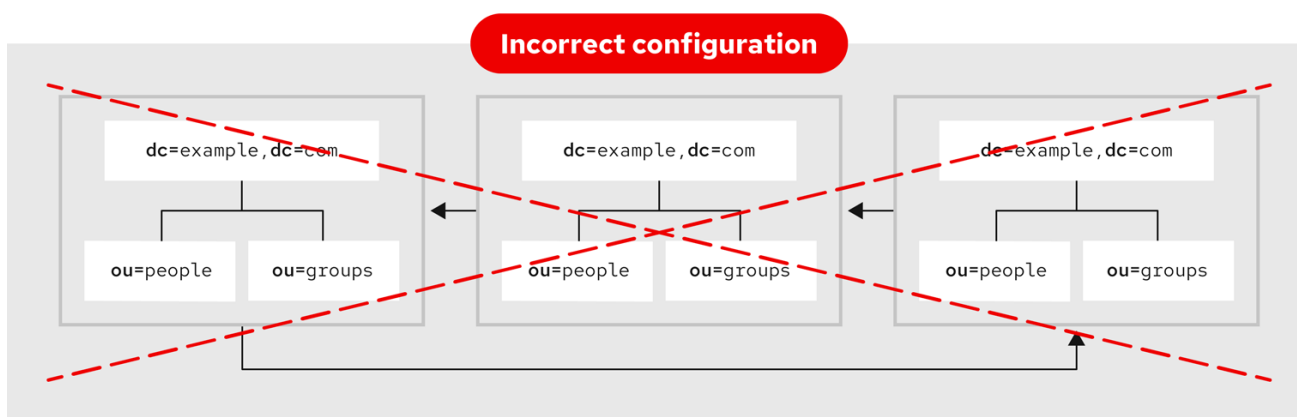 Incorrect configuration
dc=example,dc=com
dc=example,dc=com
dc=example,dc=com
ou=people
ou=groups
ou=people
ou=groups
ou=people
ou=groups